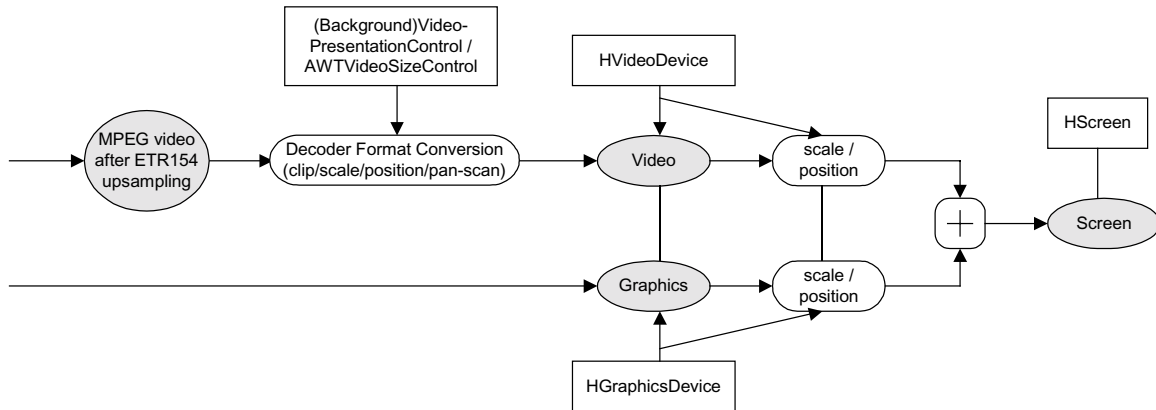 (Background)Video-
PresentationControl /
AWTVideoSizeControl
HVideoDevice
HScreen
MPEG video
after ETR154
upsampling
Decoder Format Conversion
(clip/scale/position/pan-scan)
Video
scale /
position
+
Screen
Graphics
scale /
position
HGraphicsDevice